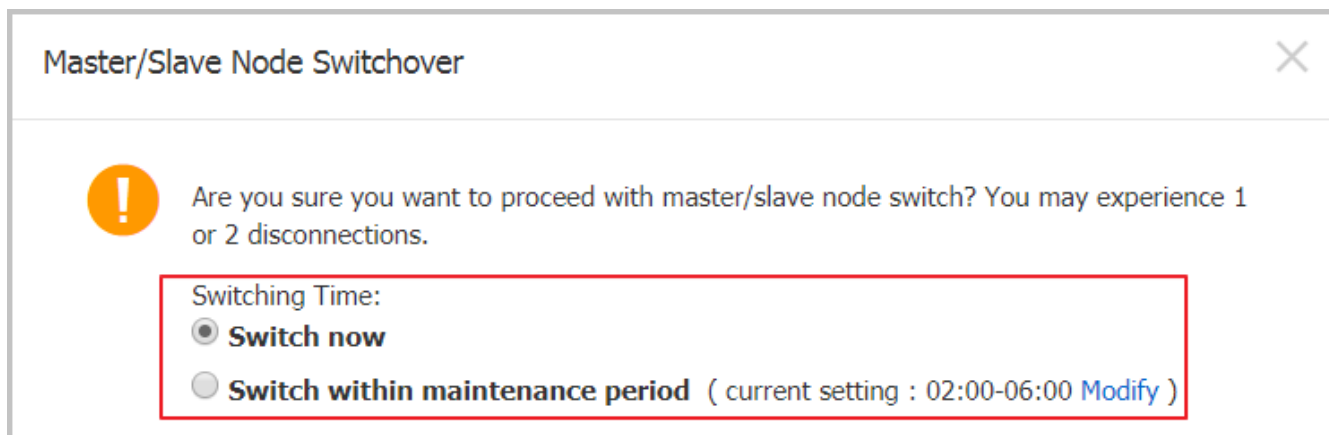 Master/Slave Node Switchover
Are you sure you want to proceed with master/slave node switch? You may experience 1
or 2 disconnections.
Switching Time:
Switch now
Switch within maintenance period ( current setting : 02:00-06:00 Modify )